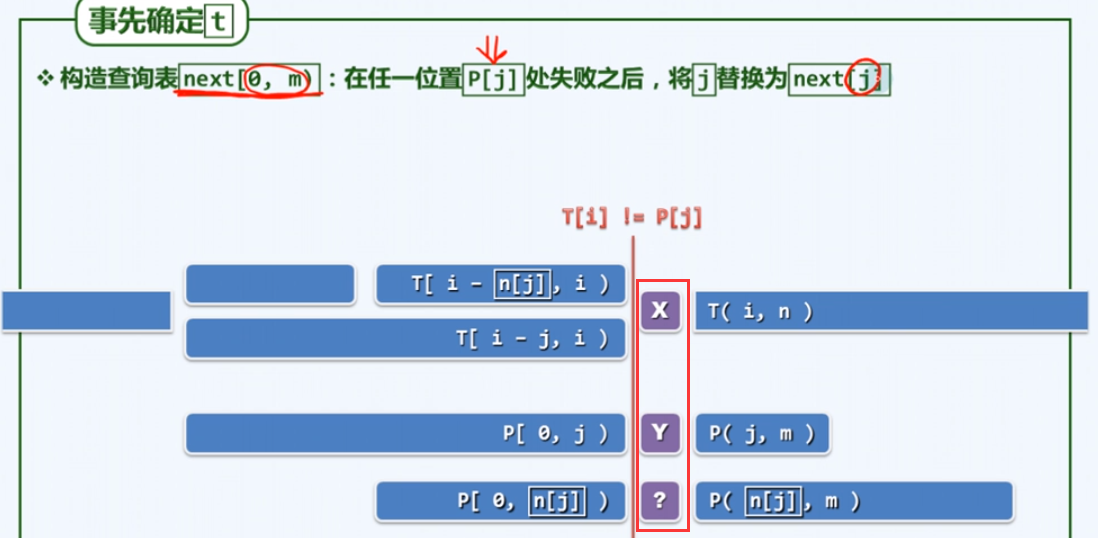 事先确定t
❖ 构造查询表next[0, m)：在任一位置P[j]处失败之后，将j替换为next[j]
T[i] != P[j]
T[ i - n[j], i )
X T( i, n )
T[ i - j, i )
P[ 0, j ) Y P( j, m )
P[ 0, n[j] ) ? P( n[j], m )